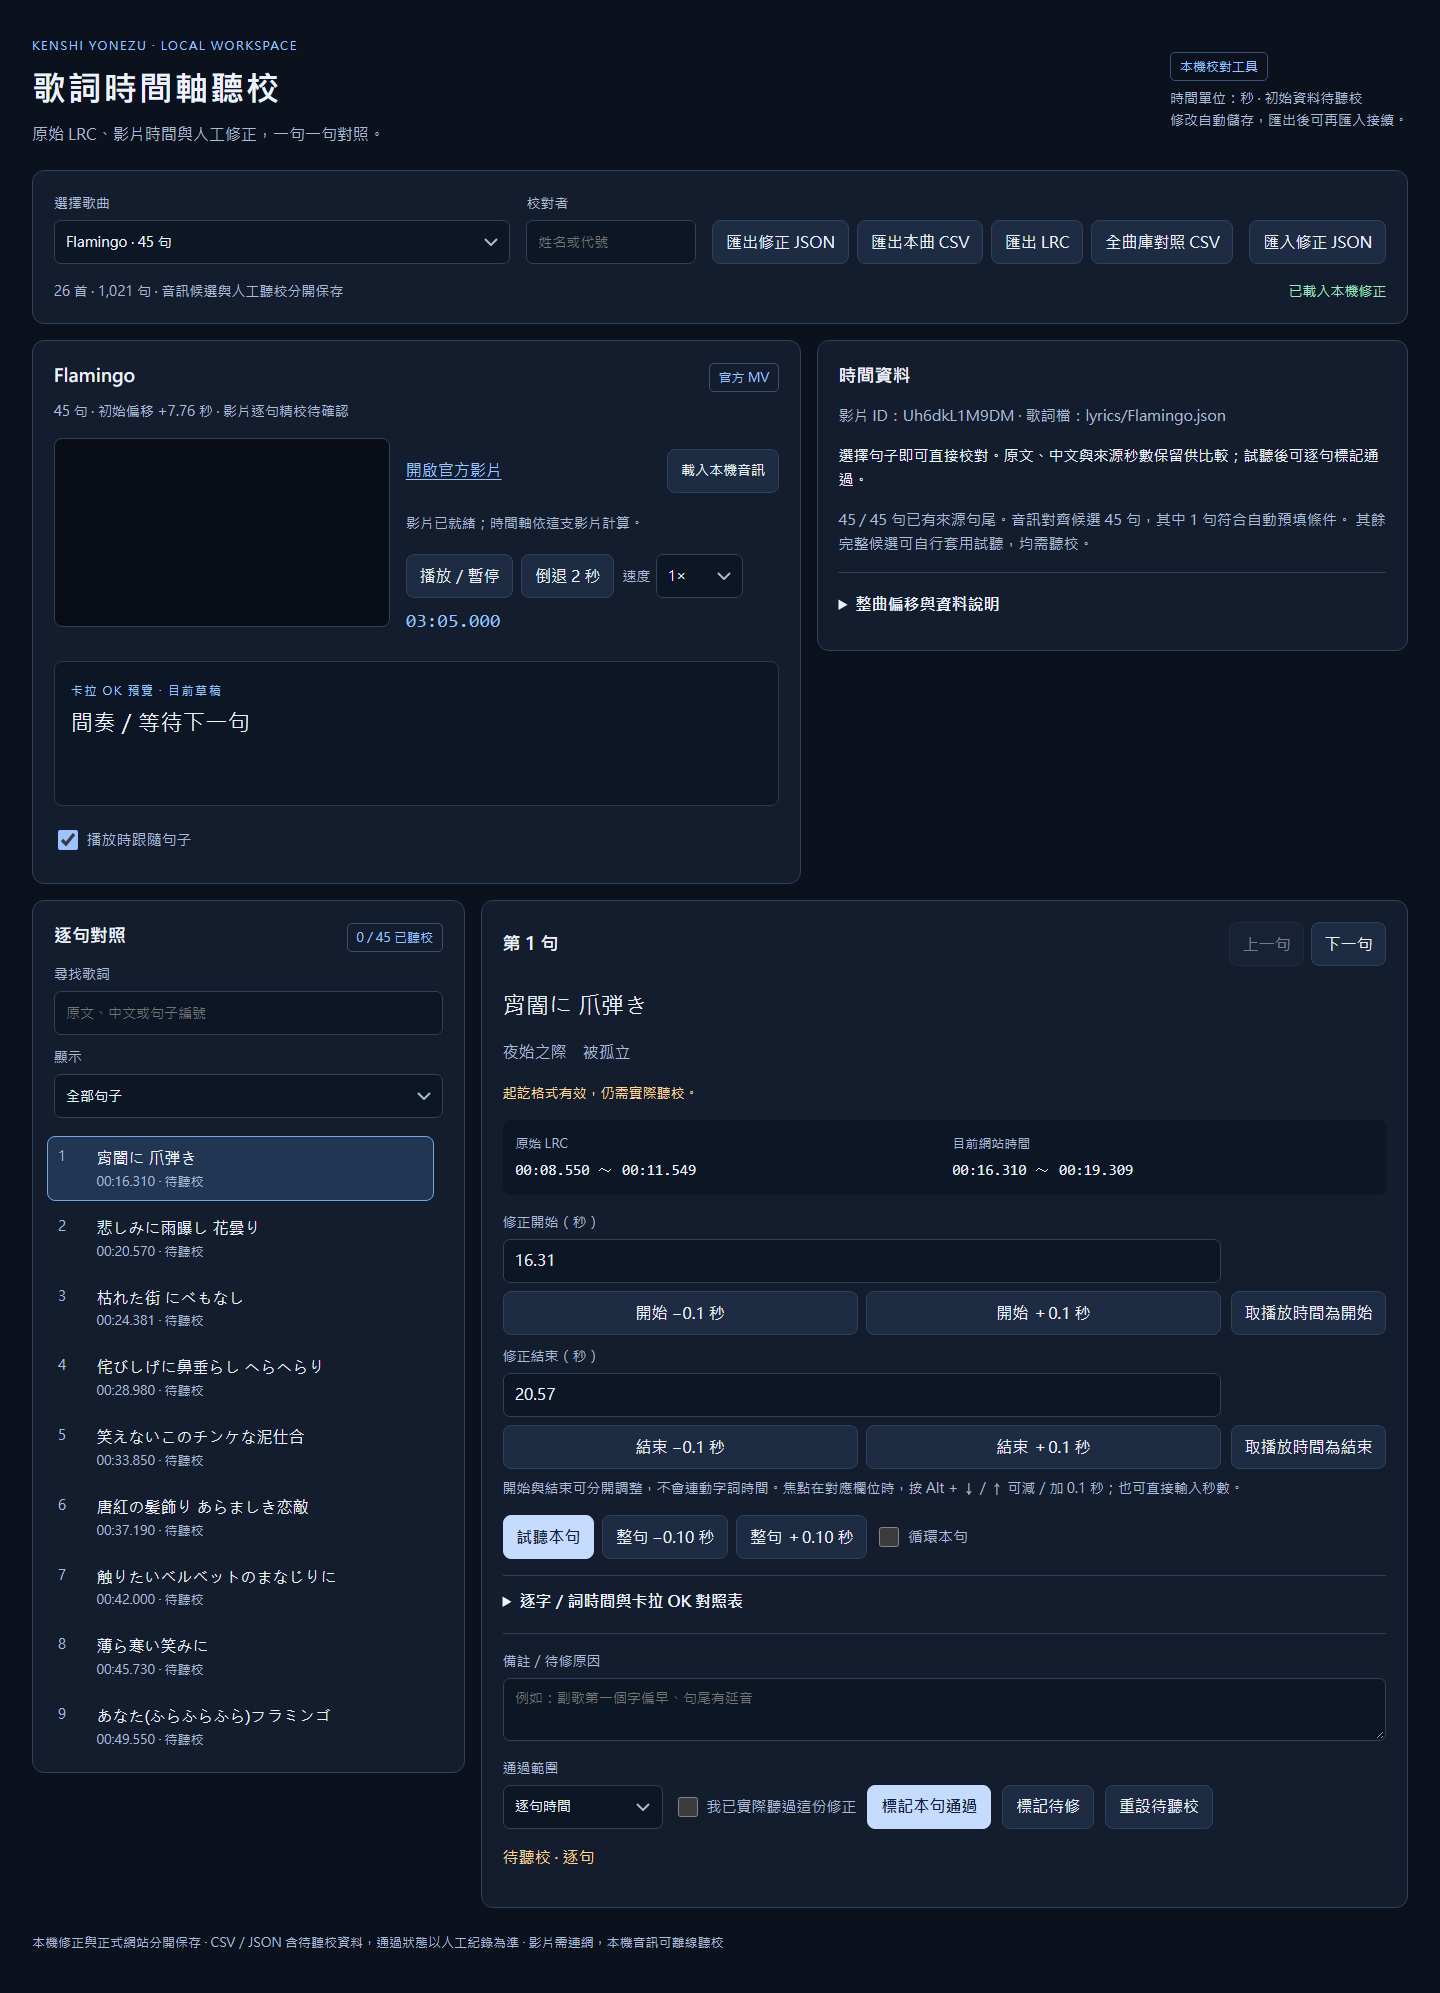 KENSHI YONEZU · LOCAL WORKSPACE
歌詞時間軸聽校
原始 LRC、影片時間與人工修正，一句一句對照。
本機校對工具
時間單位：秒 · 初始資料待聽校
修改自動儲存，匯出後可再匯入接續。
選擇歌曲
校對者
Flamingo · 45 句
姓名或代號
匯出修正 JSON
匯出本曲 CSV
匯出 LRC
全曲庫對照 CSV
匯入修正 JSON
26 首 · 1,021 句 · 音訊候選與人工聽校分開保存
已載入本機修正
Flamingo
官方 MV
45 句 · 初始偏移 +7.76 秒 · 影片逐句精校待確認
開啟官方影片
載入本機音訊
影片已就緒；時間軸依這支影片計算。
播放 / 暫停
倒退 2 秒
速度
1×
03:05.000
卡拉 OK 預覽 · 目前草稿
間奏 / 等待下一句
播放時跟隨句子
時間資料
影片 ID：Uh6dkL1M9DM · 歌詞檔：lyrics/Flamingo.json
選擇句子即可直接校對。原文、中文與來源秒數保留供比較；試聽後可逐句標記通
過。
45 / 45 句已有來源句尾。音訊對齊候選 45 句，其中 1 句符合自動預填條件。 其餘
完整候選可自行套用試聽，均需聽校。
▶ 整曲偏移與資料說明
逐句對照
0 / 45 已聽校
尋找歌詞
原文、中文或句子編號
顯示
全部句子
1
宵闇に 爪弾き
00:16.310 · 待聽校
2
悲しみに雨曝し 花曇り
00:20.570 · 待聽校
3
枯れた街 にべもなし
00:24.381 · 待聽校
4
侘びしげに鼻垂らし へらへらり
00:28.980 · 待聽校
5
笑えないこのチンケな泥仕合
00:33.850 · 待聽校
6
唐紅の髪飾り あらましき恋敵
00:37.190 · 待聽校
7
触りたいベルベットのまなじりに
00:42.000 · 待聽校
8
薄ら寒い笑みに
00:45.730 · 待聽校
9
あなた(ふらふらふら)フラミンゴ
00:49.550 · 待聽校
第 1 句
上一句
下一句
宵闇に 爪弾き
夜始之際　被孤立
起訖格式有效，仍需實際聽校。
原始 LRC
目前網站時間
00:08.550 ～ 00:11.549
00:16.310 ～ 00:19.309
修正開始（秒）
16.31
開始 −0.1 秒
開始 ＋0.1 秒
取播放時間為開始
修正結束（秒）
20.57
結束 −0.1 秒
結束 ＋0.1 秒
取播放時間為結束
開始與結束可分開調整，不會連動字詞時間。焦點在對應欄位時，按 Alt + ↓ / ↑ 可減 / 加 0.1 秒；也可直接輸入秒數。
試聽本句
整句 −0.10 秒
整句 ＋0.10 秒
循環本句
▶ 逐字 / 詞時間與卡拉 OK 對照表
備註 / 待修原因
例如：副歌第一個字偏早、句尾有延音
通過範圍
逐句時間
我已實際聽過這份修正
標記本句通過
標記待修
重設待聽校
待聽校 · 逐句
本機修正與正式網站分開保存 · CSV / JSON 含待聽校資料，通過狀態以人工紀錄為準 · 影片需連網，本機音訊可離線聽校